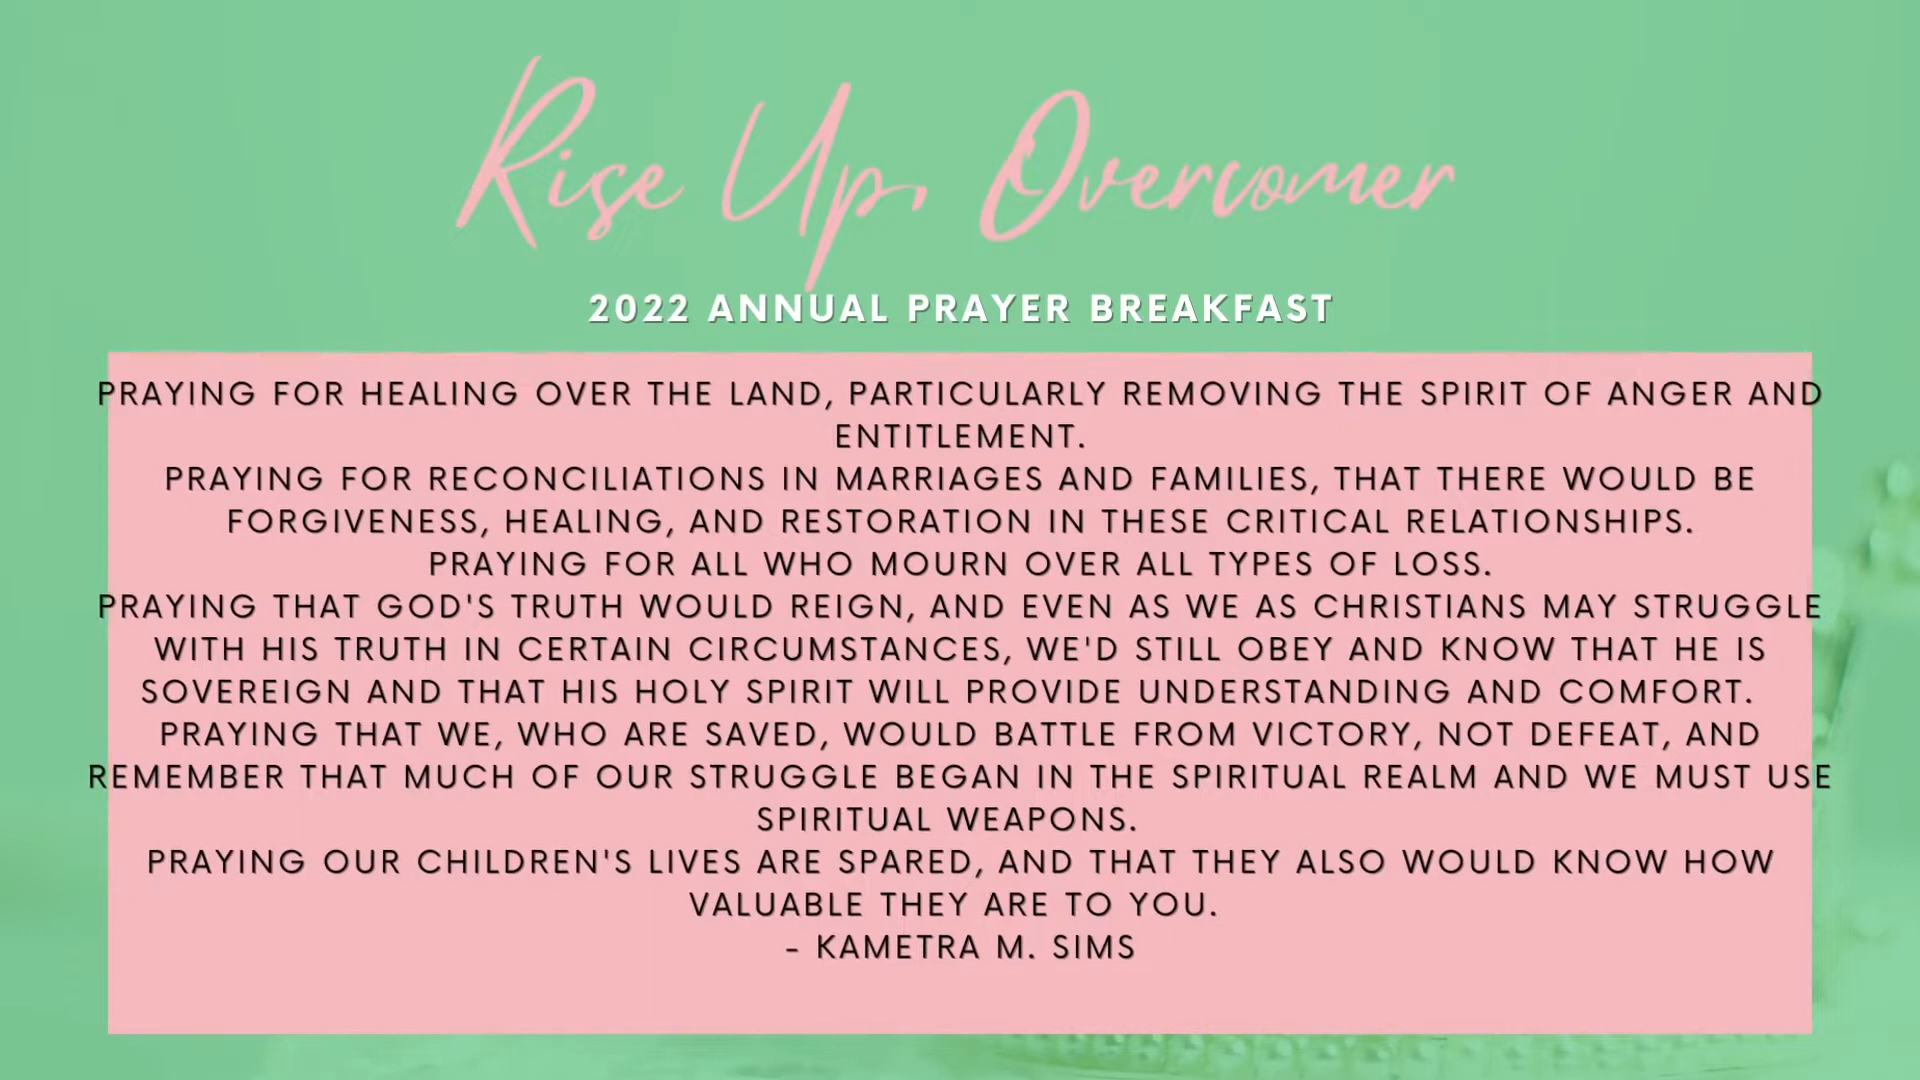 Rise Up, Overcomer
2022 ANNUAL PRAYER BREAKFAST
PRAYING FOR HEALING OVER THE LAND, PARTICULARLY REMOVING THE SPIRIT OF ANGER AND
ENTITLEMENT.
PRAYING FOR RECONCILIATIONS IN MARRIAGES AND FAMILIES, THAT THERE WOULD BE
FORGIVENESS, HEALING, AND RESTORATION IN THESE CRITICAL RELATIONSHIPS.
PRAYING FOR ALL WHO MOURN OVER ALL TYPES OF LOSS.
PRAYING THAT GOD'S TRUTH WOULD REIGN, AND EVEN AS WE AS CHRISTIANS MAY STRUGGLE
WITH HIS TRUTH IN CERTAIN CIRCUMSTANCES, WE'D STILL OBEY AND KNOW THAT HE IS
SOVEREIGN AND THAT HIS HOLY SPIRIT WILL PROVIDE UNDERSTANDING AND COMFORT.
PRAYING THAT WE, WHO ARE SAVED, WOULD BATTLE FROM VICTORY, NOT DEFEAT, AND
REMEMBER THAT MUCH OF OUR STRUGGLE BEGAN IN THE SPIRITUAL REALM AND WE MUST USE
SPIRITUAL WEAPONS.
PRAYING OUR CHILDREN'S LIVES ARE SPARED, AND THAT THEY ALSO WOULD KNOW HOW
VALUABLE THEY ARE TO YOU.
- KAMETRA M. SIMS